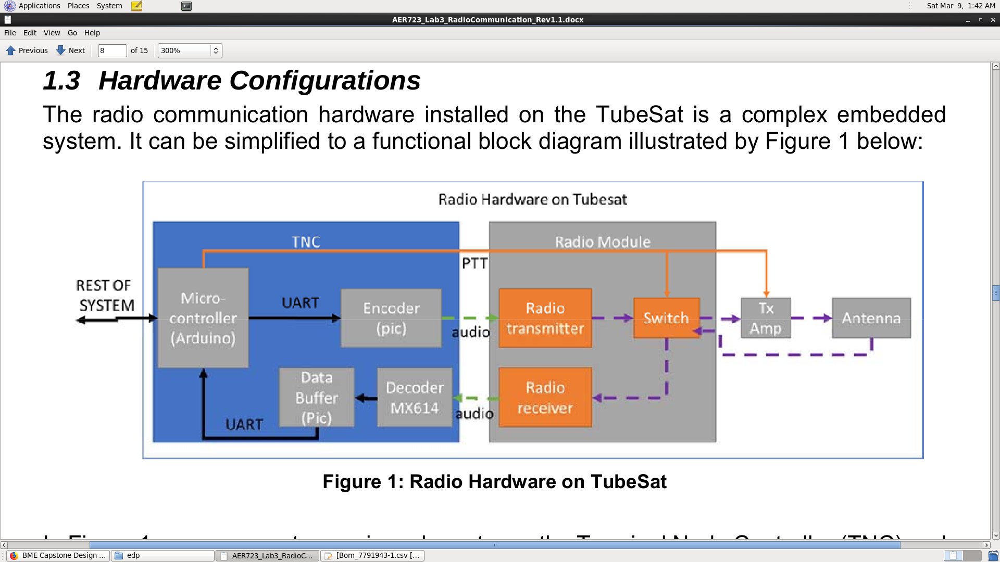 Applications Places System Sat Mar 9, 1:42 AM
AER723_Lab3_RadioCommunication_Rev1.1.docx
File Edit View Go Help
Previous Next 8 of 15 300%
1.3 Hardware Configurations
The radio communication hardware installed on the TubeSat is a complex embedded
system. It can be simplified to a functional block diagram illustrated by Figure 1 below:
Radio Hardware on Tubesat
TNC
Radio Module
PTT
REST OF
SYSTEM
Micro-
controller
(Arduino)
UART
Encoder
(pic)
audio
Radio
transmitter
Switch
Tx
Amp
Antenna
Data
Buffer
(Pic)
Decoder
MX614
audio
Radio
receiver
UART
Figure 1: Radio Hardware on TubeSat
BME Capstone Design ... edp AER723_Lab3_RadioC... [Bom_7791943-1.csv [...